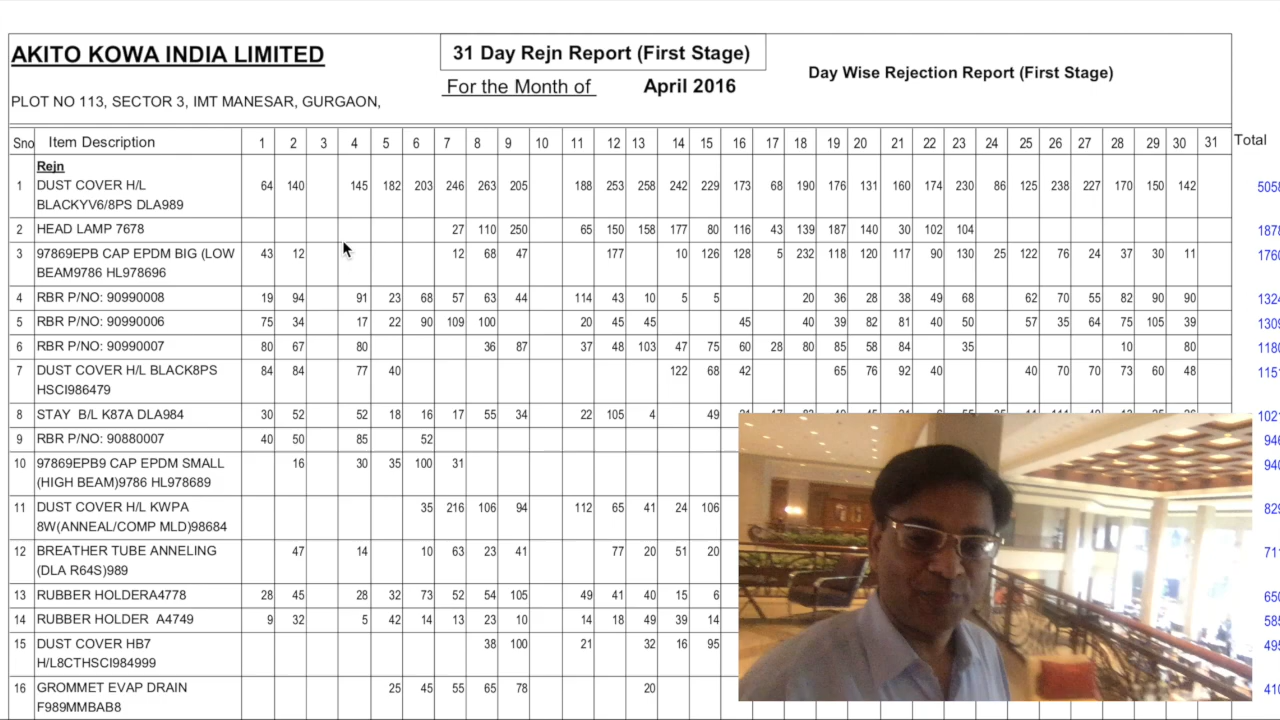 AKITO KOWA INDIA LIMITED
31 Day Rejn Report (First Stage)
For the Month of April 2016
Day Wise Rejection Report (First Stage)
PLOT NO 113, SECTOR 3, IMT MANESAR, GURGAON,
Sno Item Description 1 2 3 4 5 6 7 8 9 10 11 12 13 14 15 16 17 18 19 20 21 22 23 24 25 26 27 28 29 30 31 Total
Rejn
1 DUST COVER H/L 64 140 145 182 203 246 263 205 188 253 258 242 229 173 68 190 176 131 160 174 230 86 125 238 227 170 150 142 5058
BLACKYV6/8PS DLA989
2 HEAD LAMP 7678 27 110 250 65 150 158 177 80 116 43 139 187 140 30 102 104 1878
3 97869EPB CAP EPDM BIG (LOW 43 12 12 68 47 177 10 126 128 5 232 118 120 117 90 130 25 122 76 24 37 30 11 1760
BEAM9786 HL978696
4 RBR P/NO: 90990008 19 94 91 23 68 57 63 44 114 43 10 5 5 20 36 28 38 49 68 62 70 55 82 90 90 1324
5 RBR P/NO: 90990006 75 34 17 22 90 109 100 20 45 45 45 40 39 82 81 40 50 57 35 64 75 105 39 1309
6 RBR P/NO: 90990007 80 67 80 36 87 37 48 103 47 75 60 28 80 85 58 84 35 10 80 1180
7 DUST COVER H/L BLACK8PS 84 84 77 40 122 68 42 65 76 92 40 40 70 70 73 60 48 1151
HSCI986479
8 STAY B/L K87A DLA984 30 52 52 18 16 17 55 34 22 105 4 49 1021
9 RBR P/NO: 90880007 40 50 85 52 946
10 97869EPB9 CAP EPDM SMALL 16 30 35 100 31 940
(HIGH BEAM)9786 HL978689
11 DUST COVER H/L KWPA 35 216 106 94 112 65 41 24 106 829
8W(ANNEAL/COMP MLD)98684
12 BREATHER TUBE ANNELING 47 14 10 63 23 41 77 20 51 20 711
(DLA R64S)989
13 RUBBER HOLDERA4778 28 45 28 32 73 52 54 105 49 41 40 15 6 650
14 RUBBER HOLDER A4749 9 32 5 42 14 13 23 10 14 18 49 39 14 585
15 DUST COVER HB7 38 100 21 32 16 95 495
H/L8CTHSCI984999
16 GROMMET EVAP DRAIN 25 45 55 65 78 20 410
F989MMBAB8